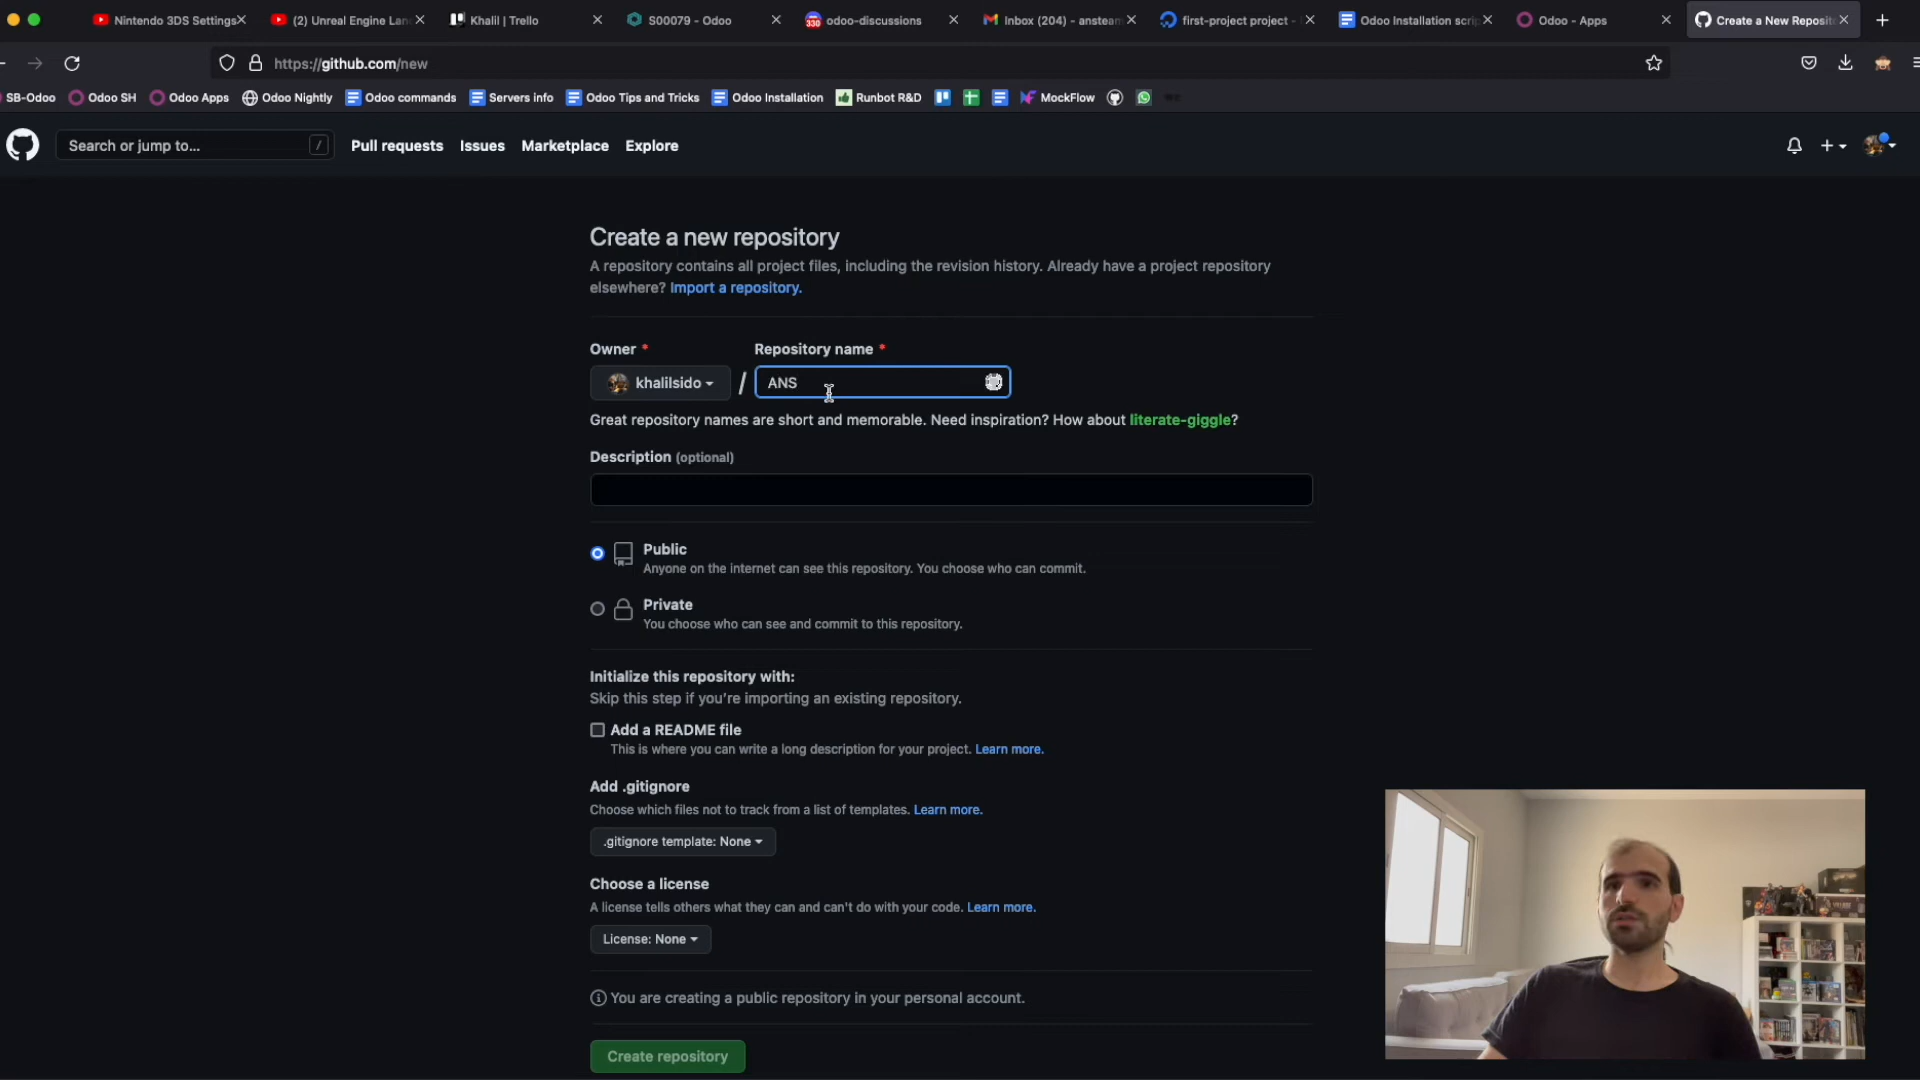 Nintendo 3DS Settings
(2) Unreal Engine Lan
Khalil | Trello
S00079 - Odoo
odoo-discussions
Inbox (204) - ansteam
first-project project -
Odoo Installation scrip
Odoo - Apps
Create a New Reposit
https://github.com/new
SB-Odoo
Odoo SH
Odoo Apps
Odoo Nightly
Odoo commands
Servers info
Odoo Tips and Tricks
Odoo Installation
Runbot R&D
MockFlow
Search or jump to... /
Pull requests
Issues
Marketplace
Explore
Create a new repository
A repository contains all project files, including the revision history. Already have a project repository
elsewhere? Import a repository.
Owner *
Repository name *
khalilsido / ANS
Great repository names are short and memorable. Need inspiration? How about literate-giggle?
Description (optional)
Public
Anyone on the internet can see this repository. You choose who can commit.
Private
You choose who can see and commit to this repository.
Initialize this repository with:
Skip this step if you're importing an existing repository.
Add a README file
This is where you can write a long description for your project. Learn more.
Add .gitignore
Choose which files not to track from a list of templates. Learn more.
.gitignore template: None
Choose a license
A license tells others what they can and can't do with your code. Learn more.
License: None
You are creating a public repository in your personal account.
Create repository